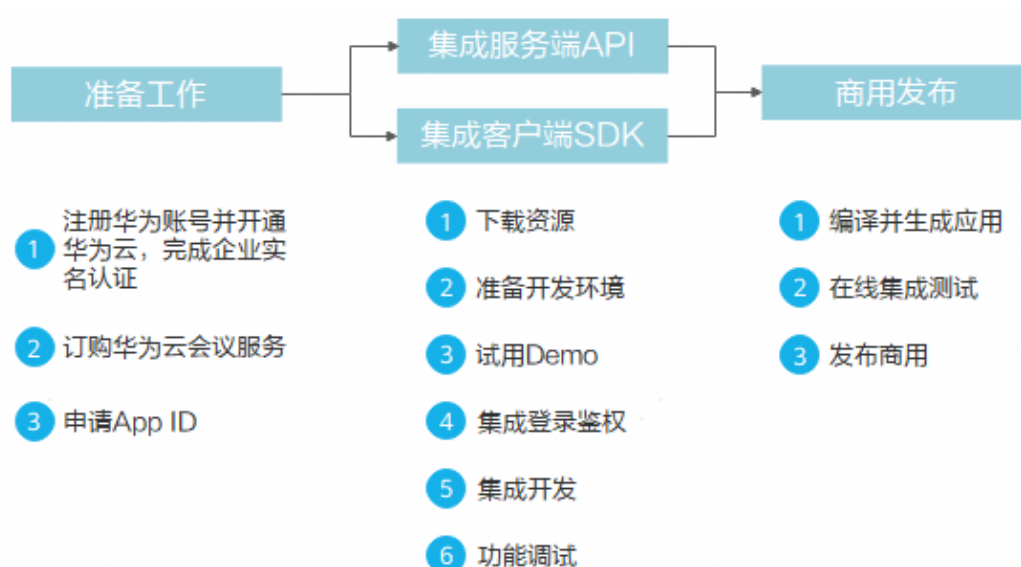 准备工作
集成服务端API
集成客户端SDK
商用发布
1 注册华为账号并开通
华为云，完成企业实
名认证
2 订购华为云会议服务
3 申请App ID
1 下载资源
2 准备开发环境
3 试用Demo
4 集成登录鉴权
5 集成开发
6 功能调试
1 编译并生成应用
2 在线集成测试
3 发布商用